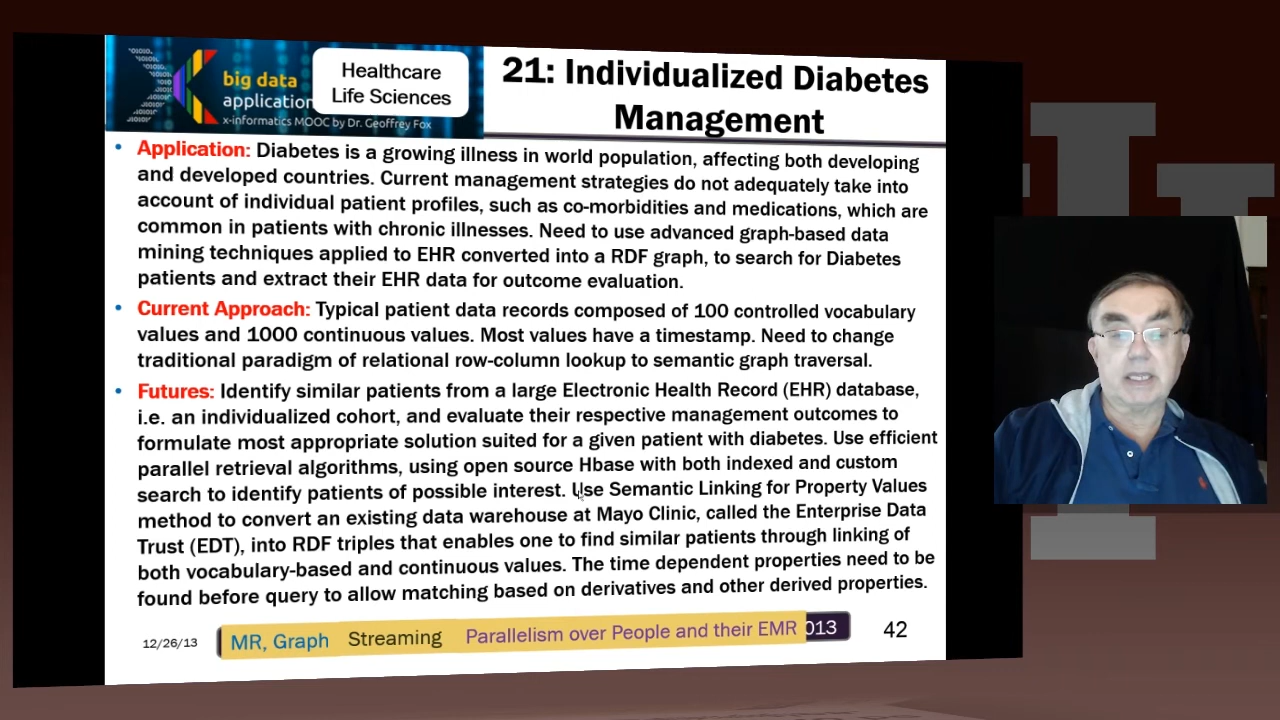 big data
application
x-informatics MOOC by Dr. Geoffrey Fox
Healthcare
Life Sciences
21: Individualized Diabetes
Management
• Application: Diabetes is a growing illness in world population, affecting both developing
and developed countries. Current management strategies do not adequately take into
account of individual patient profiles, such as co-morbidities and medications, which are
common in patients with chronic illnesses. Need to use advanced graph-based data
mining techniques applied to EHR converted into a RDF graph, to search for Diabetes
patients and extract their EHR data for outcome evaluation.
• Current Approach: Typical patient data records composed of 100 controlled vocabulary
values and 1000 continuous values. Most values have a timestamp. Need to change
traditional paradigm of relational row-column lookup to semantic graph traversal.
• Futures: Identify similar patients from a large Electronic Health Record (EHR) database,
i.e. an individualized cohort, and evaluate their respective management outcomes to
formulate most appropriate solution suited for a given patient with diabetes. Use efficient
parallel retrieval algorithms, using open source Hbase with both indexed and custom
search to identify patients of possible interest. Use Semantic Linking for Property Values
method to convert an existing data warehouse at Mayo Clinic, called the Enterprise Data
Trust (EDT), into RDF triples that enables one to find similar patients through linking of
both vocabulary-based and continuous values. The time dependent properties need to be
found before query to allow matching based on derivatives and other derived properties.
12/26/13
MR, Graph Streaming Parallelism over People and their EMR
013
42